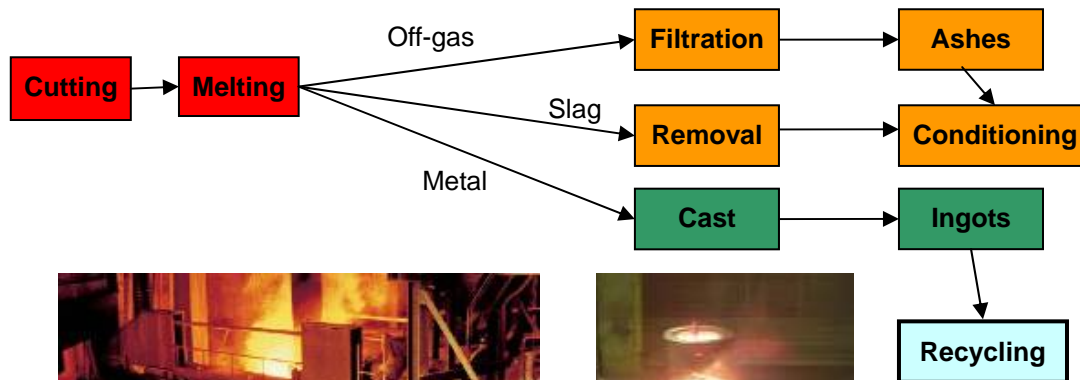 Off-gas
Filtration
Ashes
Cutting
Melting
Slag
Removal
Conditioning
Metal
Cast
Ingots
Recycling